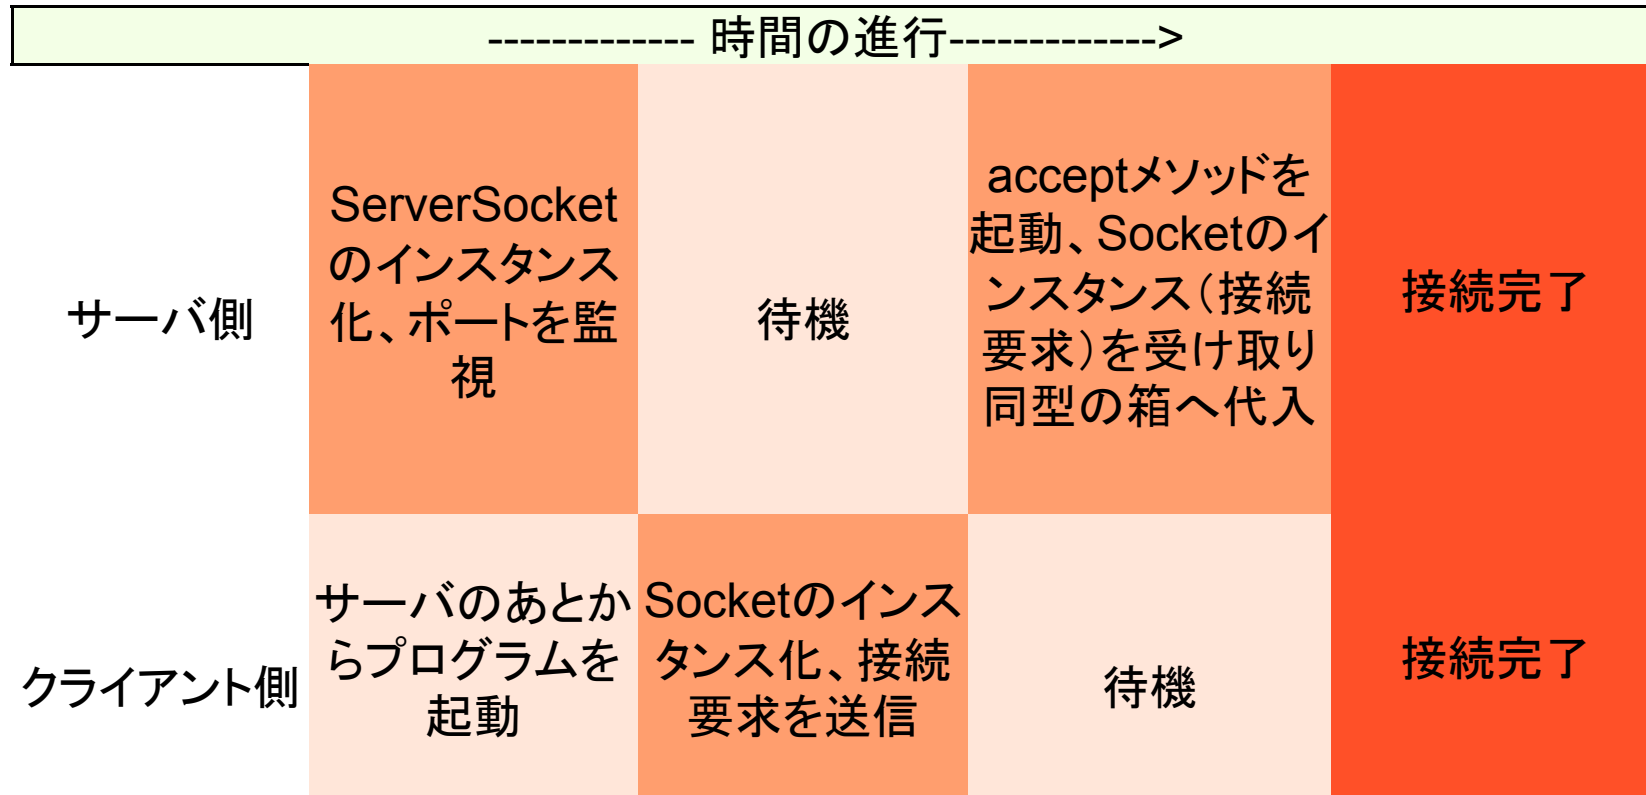 ------------- 時間の進行------------->
サーバ側
ServerSocket
のインスタンス
化、ポートを監
視
待機
acceptメソッドを
起動、Socketのイ
ンスタンス（接続
要求）を受け取り
同型の箱へ代入
接続完了
クライアント側
サーバのあとか
らプログラムを
起動
Socketのインス
タンス化、接続
要求を送信
待機
接続完了